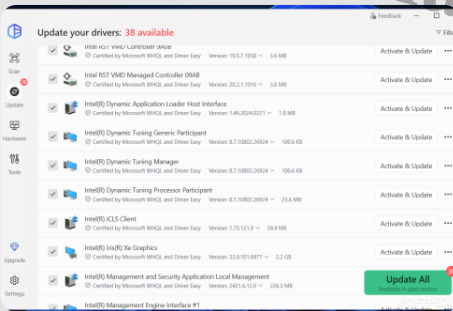 Feedback
Update your drivers: 38 available
Filt
Intel RST VMD Controller 9A0B
Certified by Microsoft WHQL and Driver Easy Version: 19.5.7.1058 3.6 MB
Activate & Update
Scan
Intel RST VMD Managed Controller 09AB
Certified by Microsoft WHQL and Driver Easy Version: 20.2.1.1016 3.6 MB
Activate & Update
Update
Intel(R) Dynamic Application Loader Host Interface
Certified by Microsoft WHQL and Driver Easy Version: 1.46.2024.0221 1.8 MB
Activate & Update
Hardware
Intel(R) Dynamic Tuning Generic Participant
Certified by Microsoft WHQL and Driver Easy Version: 8.7.10802.26924 100.6 KB
Activate & Update
Tools
Intel(R) Dynamic Tuning Manager
Certified by Microsoft WHQL and Driver Easy Version: 8.7.10802.26924 100.6 KB
Activate & Update
Intel(R) Dynamic Tuning Processor Participant
Certified by Microsoft WHQL and Driver Easy Version: 8.7.10802.26924 23.6 MB
Activate & Update
Intel(R) iCLS Client
Certified by Microsoft WHQL and Driver Easy Version: 1.75.121.0 59.4 MB
Activate & Update
Intel(R) Iris(R) Xe Graphics
Certified by Microsoft WHQL and Driver Easy Version: 32.0.101.6877 2.2 GB
Activate & Update
Upgrade
Intel(R) Management and Security Application Local Management
Certified by Microsoft WHQL and Driver Easy Version: 2421.6.12.0 226.3 MB
Update All
Available in paid version
Settings
Intel(R) Management Engine Interface #1